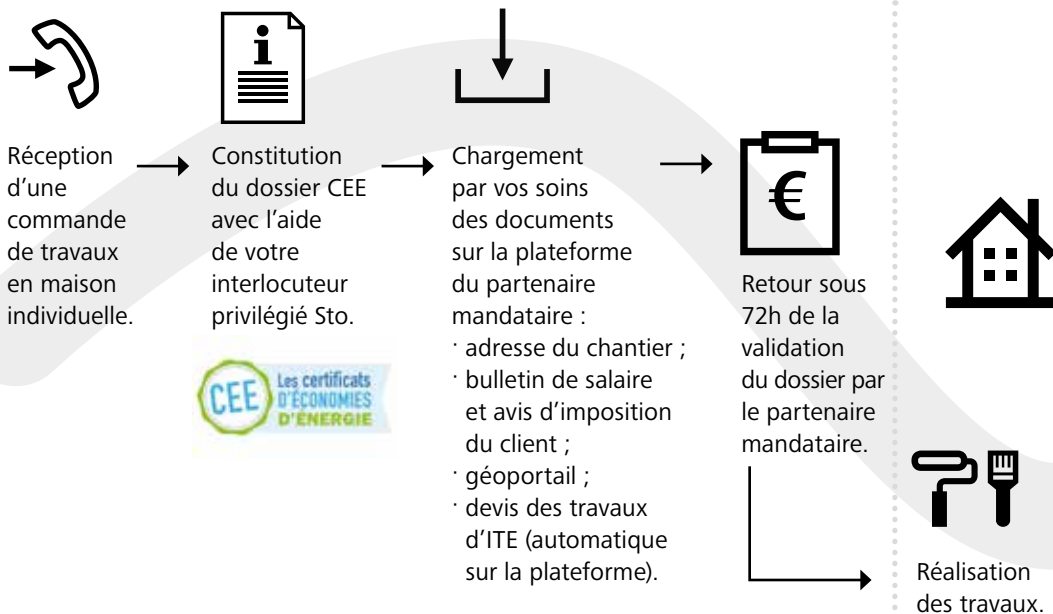 Réception
d'une
commande
de travaux
en maison
individuelle.
Constitution
du dossier CEE
avec l'aide
de votre
interlocuteur
privilégié Sto.
CEE
Les certificats
D'ÉCONOMIES
D'ÉNERGIE
Chargement
par vos soins
des documents
sur la plateforme
du partenaire
mandataire :
· adresse du chantier ;
· bulletin de salaire
et avis d'imposition
du client ;
· géoportail ;
· devis des travaux
d'ITE (automatique
sur la plateforme).
€
Retour sous
72h de la
validation
du dossier par
le partenaire
mandataire.
Réalisation
des travaux.